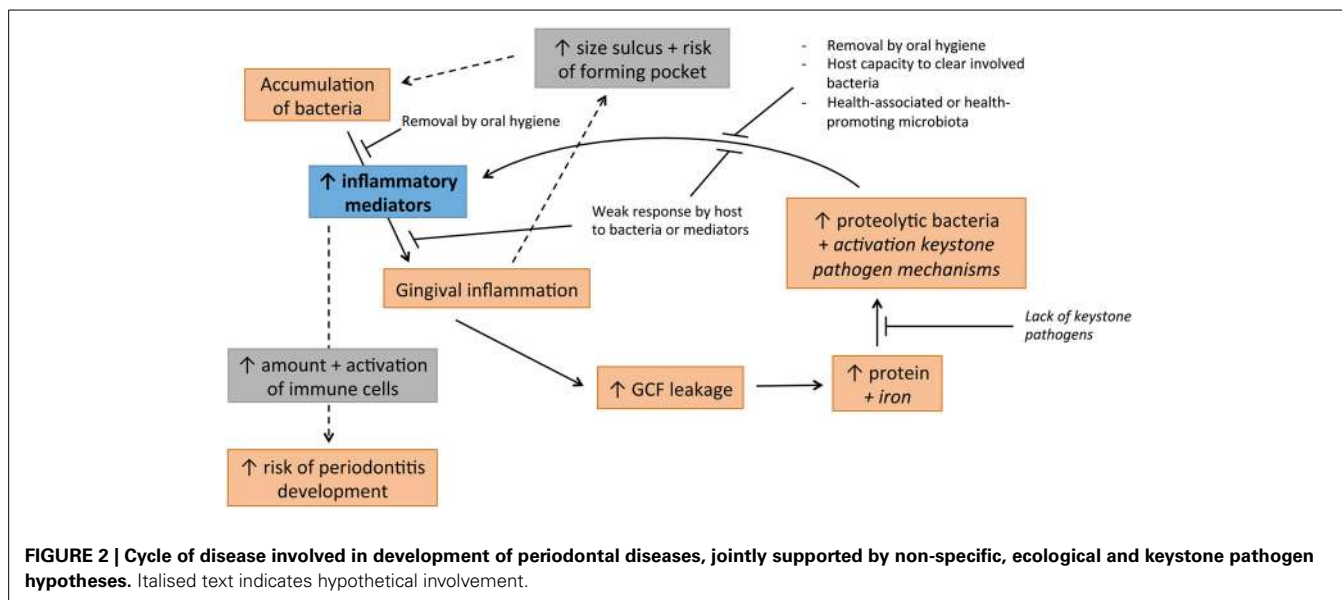 ↑ size sulcus + risk
of forming pocket
- Removal by oral hygiene
- Host capacity to clear involved
bacteria
- Health-associated or health-
promoting microbiota
Accumulation
of bacteria
Removal by oral hygiene
↑ inflammatory
mediators
Weak response by host
to bacteria or mediators
↑ proteolytic bacteria
+ activation keystone
pathogen mechanisms
Gingival inflammation
Lack of keystone
pathogens
↑ amount + activation
of immune cells
↑ GCF leakage
↑ protein
+ iron
↑ risk of periodontitis
development
FIGURE 2 | Cycle of disease involved in development of periodontal diseases, jointly supported by non-specific, ecological and keystone pathogen
hypotheses. Italised text indicates hypothetical involvement.